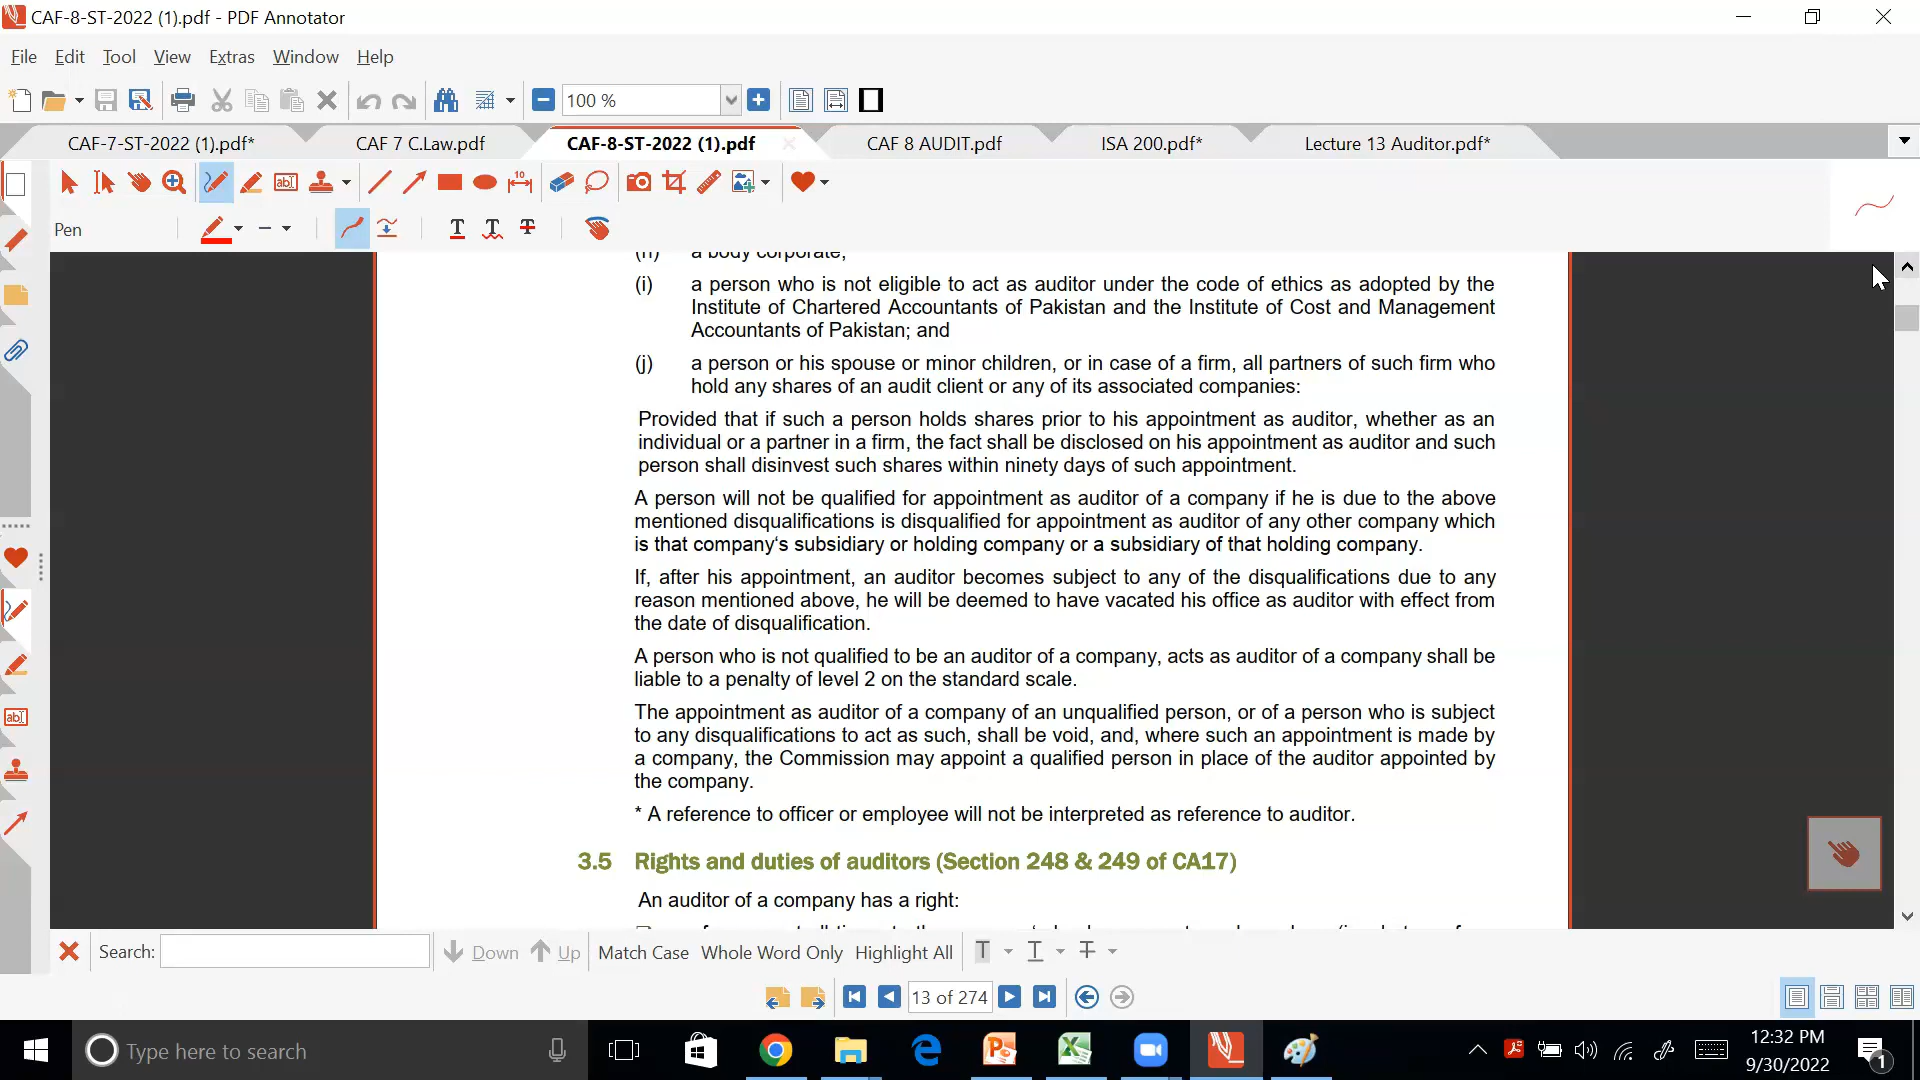 CAF-8-ST-2022 (1).pdf - PDF Annotator
File Edit Tool View Extras Window Help
100 %
CAF-7-ST-2022 (1).pdf* CAF 7 C.Law.pdf CAF-8-ST-2022 (1).pdf CAF 8 AUDIT.pdf ISA 200.pdf* Lecture 13 Auditor.pdf*
Pen
(h) a body corporate;
(i) a person who is not eligible to act as auditor under the code of ethics as adopted by the
Institute of Chartered Accountants of Pakistan and the Institute of Cost and Management
Accountants of Pakistan; and
(j) a person or his spouse or minor children, or in case of a firm, all partners of such firm who
hold any shares of an audit client or any of its associated companies:
Provided that if such a person holds shares prior to his appointment as auditor, whether as an
individual or a partner in a firm, the fact shall be disclosed on his appointment as auditor and such
person shall disinvest such shares within ninety days of such appointment.
A person will not be qualified for appointment as auditor of a company if he is due to the above
mentioned disqualifications is disqualified for appointment as auditor of any other company which
is that company‘s subsidiary or holding company or a subsidiary of that holding company.
If, after his appointment, an auditor becomes subject to any of the disqualifications due to any
reason mentioned above, he will be deemed to have vacated his office as auditor with effect from
the date of disqualification.
A person who is not qualified to be an auditor of a company, acts as auditor of a company shall be
liable to a penalty of level 2 on the standard scale.
The appointment as auditor of a company of an unqualified person, or of a person who is subject
to any disqualifications to act as such, shall be void, and, where such an appointment is made by
a company, the Commission may appoint a qualified person in place of the auditor appointed by
the company.
* A reference to officer or employee will not be interpreted as reference to auditor.
3.5 Rights and duties of auditors (Section 248 & 249 of CA17)
An auditor of a company has a right:
Search: Down Up Match Case Whole Word Only Highlight All
13 of 274
Type here to search
12:32 PM
9/30/2022
1